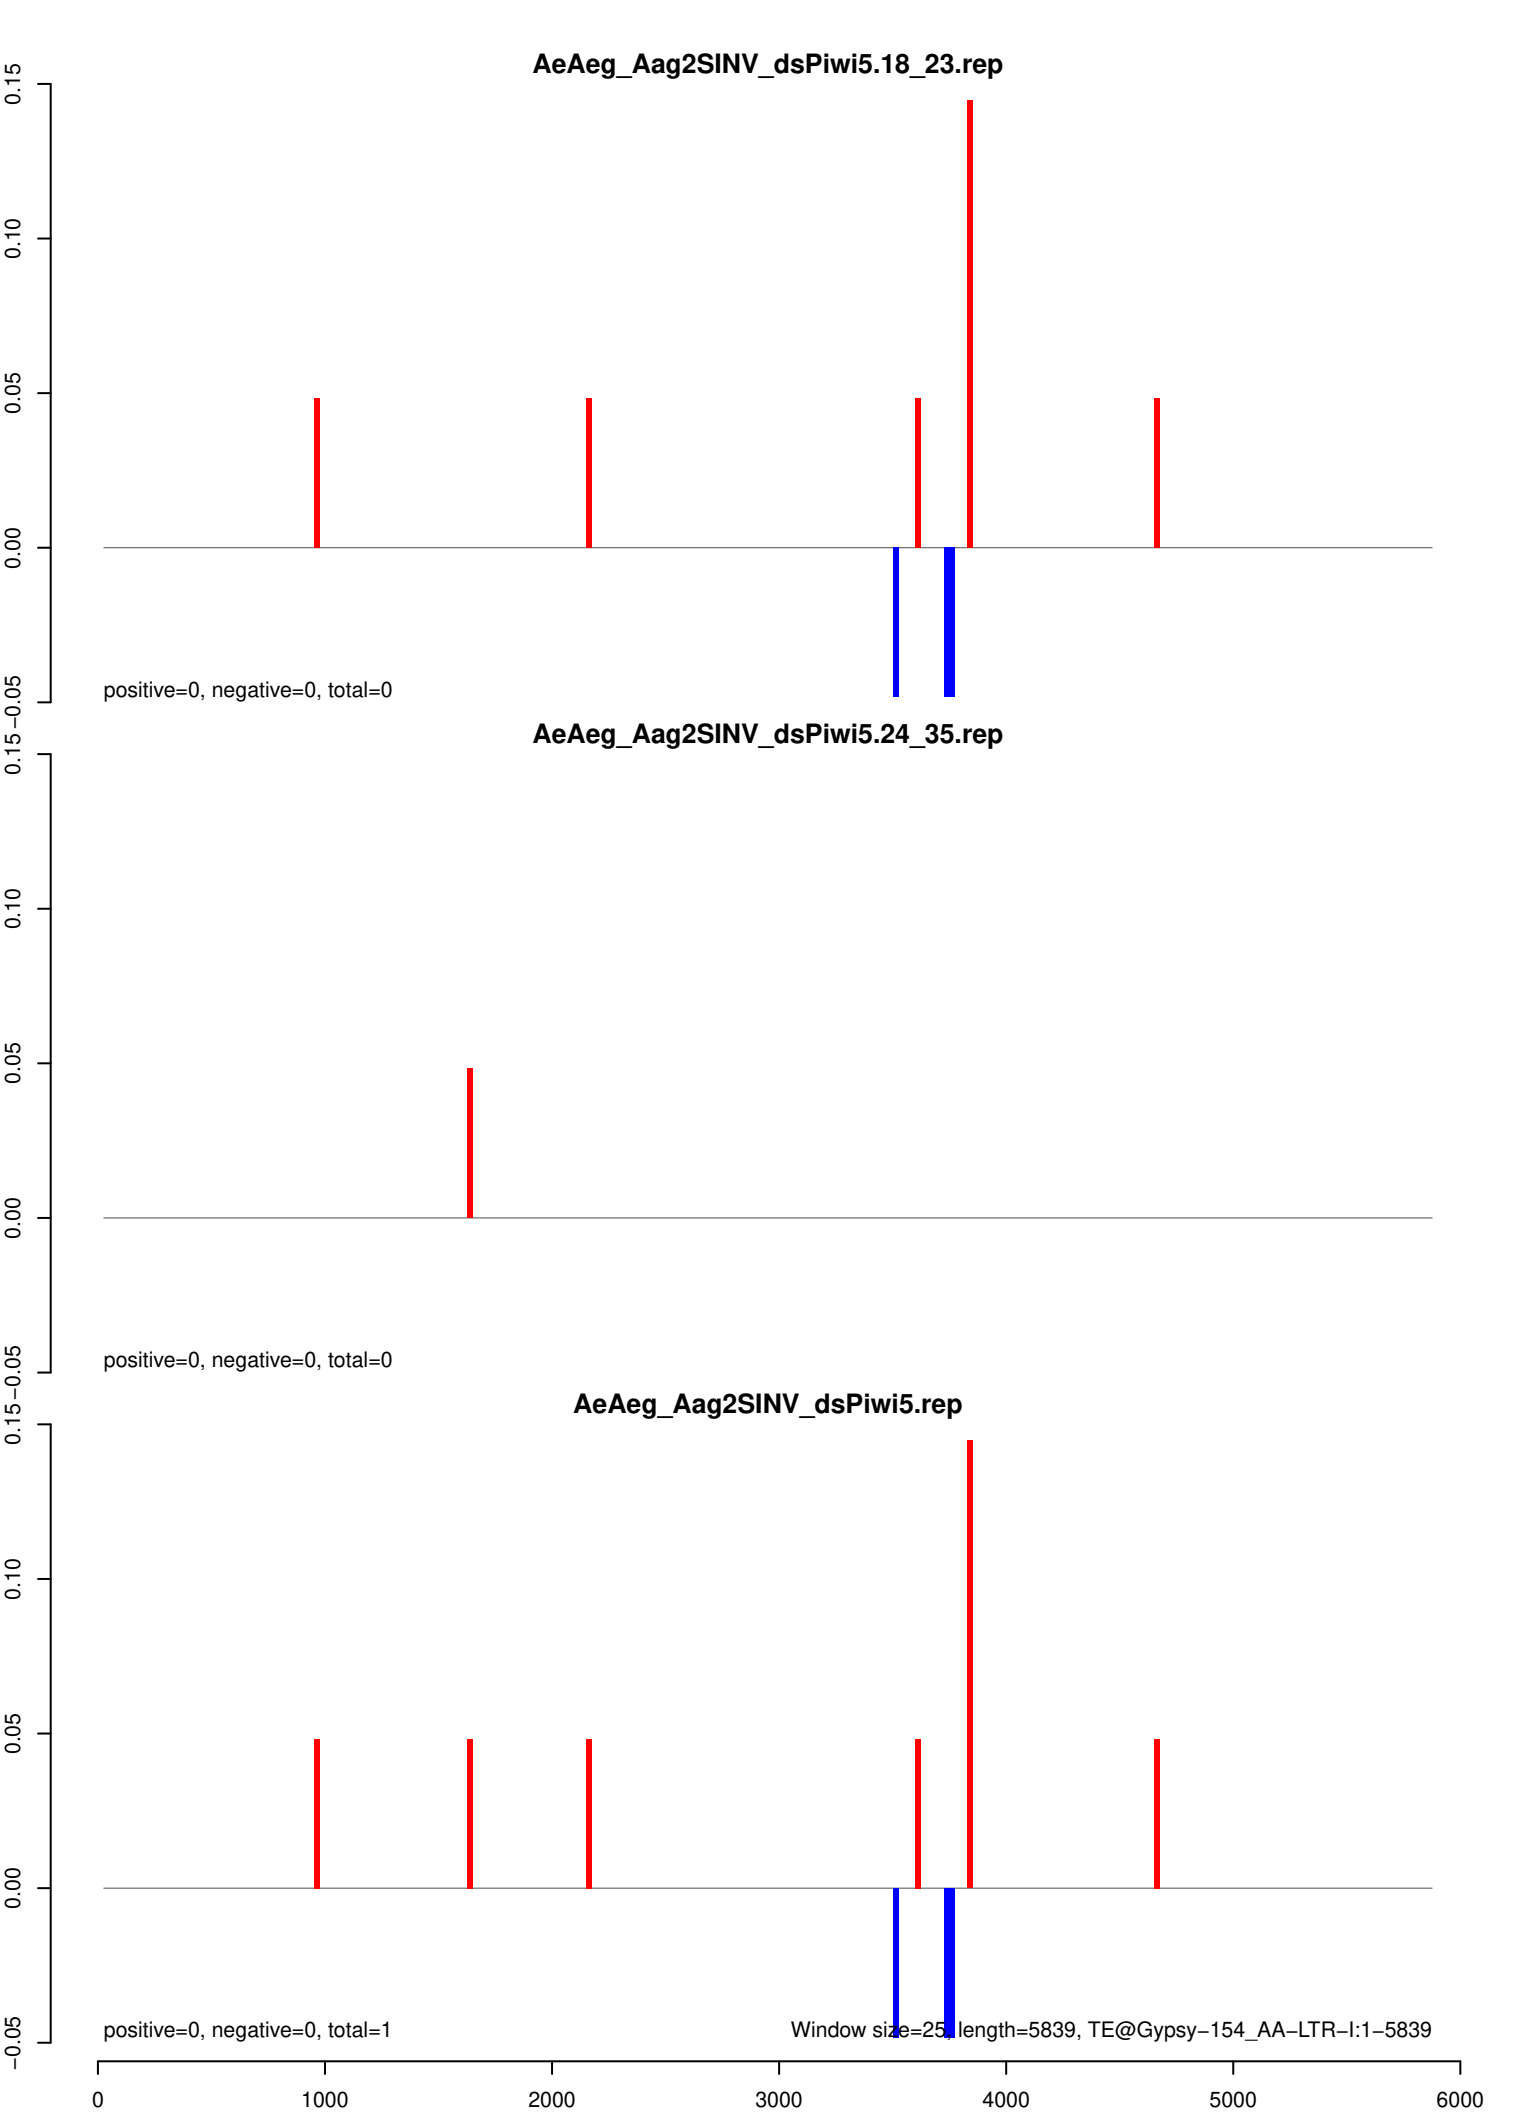 AeAeg_Aag2SINV_dsPiwi5.18_23.rep
0.15
0.10
0.05
0.00
−0.05
positive=0, negative=0, total=0
AeAeg_Aag2SINV_dsPiwi5.24_35.rep
0.15
0.10
0.05
0.00
−0.05
positive=0, negative=0, total=0
AeAeg_Aag2SINV_dsPiwi5.rep
0.15
0.10
0.05
0.00
−0.05
positive=0, negative=0, total=1
Window size=25, length=5839, TE@Gypsy−154_AA−LTR−I:1−5839
0 1000 2000 3000 4000 5000 6000